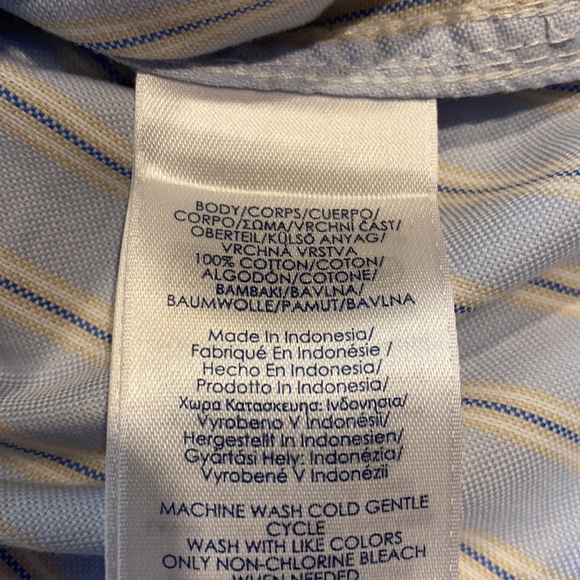 BODY/CORPS/CUERPO/
CORPO/ΣΩΜΑ/VRCHNÍ ČÁST/
OBERTEIL/KÜLSŐ ANYAG/
VRCHNÁ VRSTVA
100% COTTON/COTON/
ALGODÓN/COTONE/
ΒΑΜΒΑΚΙ/BAVLNA/
BAUMWOLLE/PAMUT/BAVLNA
Made In Indonesia/
Fabriqué En Indonésie /
Hecho En Indonesia/
Prodotto In Indonesia/
Χωρα Κατασκευησ: Ινδονησια/
Vyrobeno V Indonésii/
Hergestellt In Indonesien/
Gyártási Hely: Indonézia/
Vyrobené V Indonézii
MACHINE WASH COLD GENTLE
CYCLE
WASH WITH LIKE COLORS
ONLY NON-CHLORINE BLEACH
WHEN NEEDED